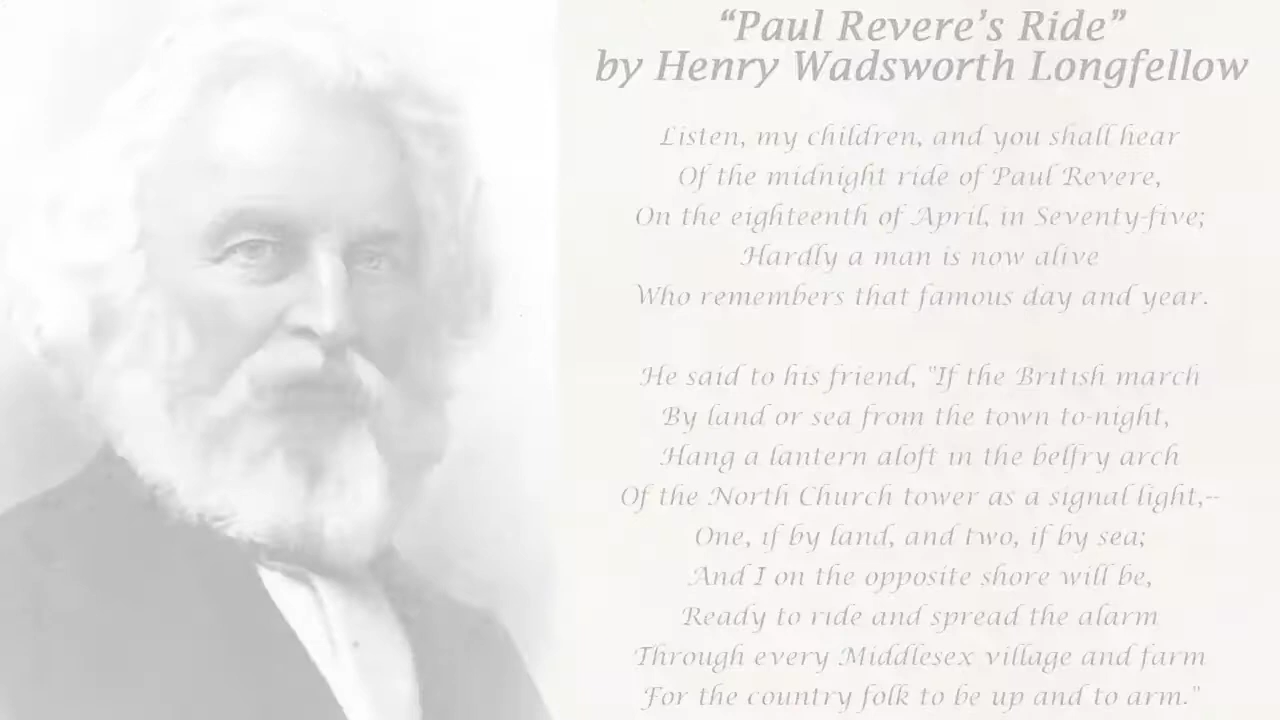 “Paul Revere’s Ride”
by Henry Wadsworth Longfellow
Listen, my children, and you shall hear
Of the midnight ride of Paul Revere,
On the eighteenth of April, in Seventy-five;
Hardly a man is now alive
Who remembers that famous day and year.
He said to his friend, "If the British march
By land or sea from the town to-night,
Hang a lantern aloft in the belfry arch
Of the North Church tower as a signal light,--
One, if by land, and two, if by sea;
And I on the opposite shore will be,
Ready to ride and spread the alarm
Through every Middlesex village and farm
For the country folk to be up and to arm."